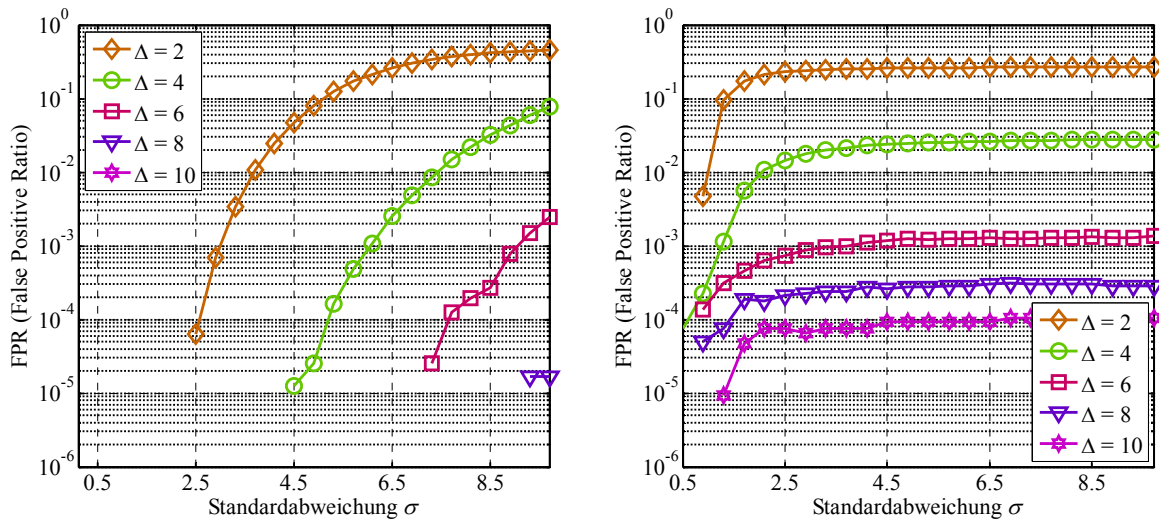 10^0
10^-1
10^-2
10^-3
10^-4
10^-5
10^-6
FPR (False Positive Ratio)
Δ = 2
Δ = 4
Δ = 6
Δ = 8
Δ = 10
0.5 2.5 4.5 6.5 8.5
Standardabweichung σ
10^0
10^-1
10^-2
10^-3
10^-4
10^-5
10^-6
FPR (False Positive Ratio)
Δ = 2
Δ = 4
Δ = 6
Δ = 8
Δ = 10
0.5 2.5 4.5 6.5 8.5
Standardabweichung σ